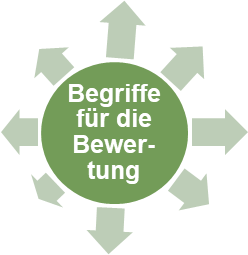 Begriffe
für die
Bewer-
tung